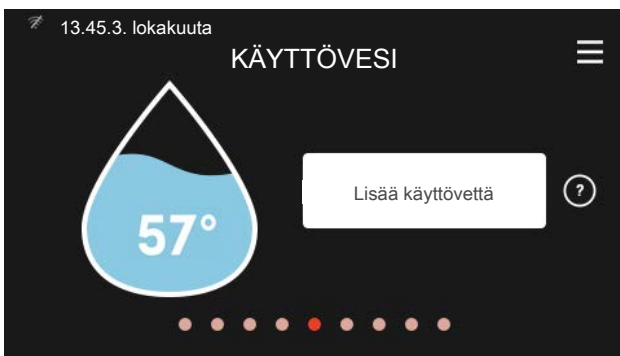 13.45.3. lokakuuta
KÄYTTÖVESI
57°
Lisää käyttövettä
?